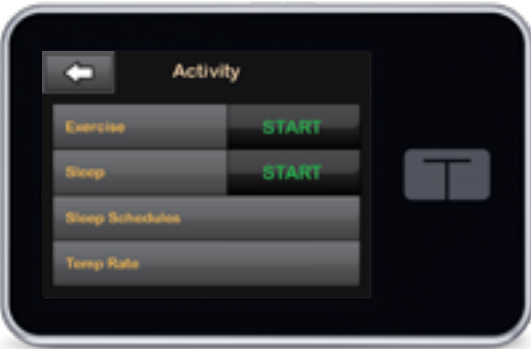 Activity
Exercise START
Sleep START
Sleep Schedules
Temp Rate